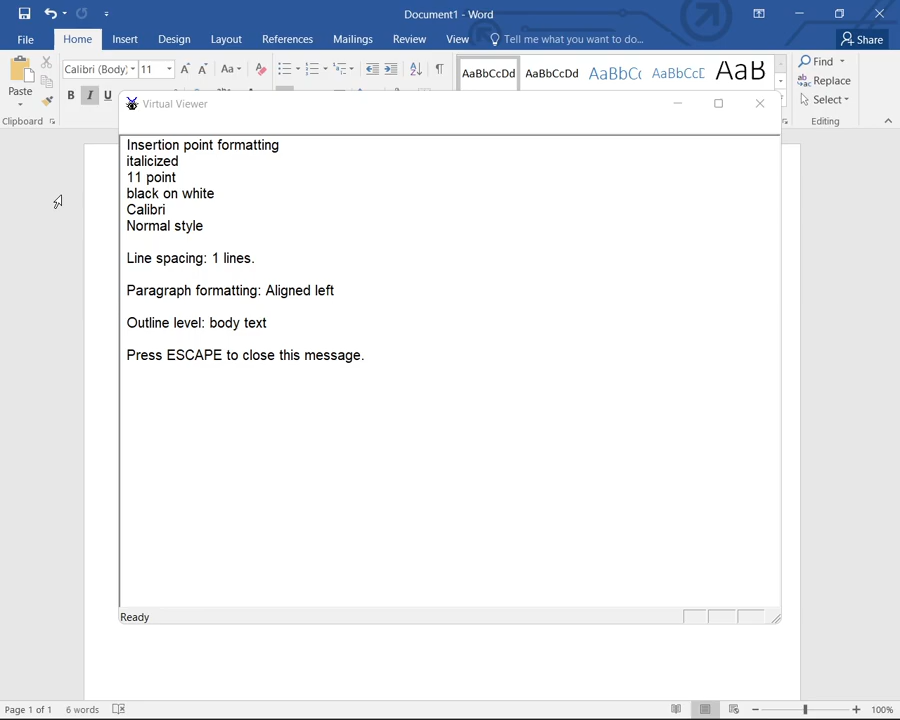 Document1 - Word
File Home Insert Design Layout References Mailings Review View Tell me what you want to do... Share
Paste
Calibri (Body) 11 Aa
B I U
AaBbCcDd AaBbCcDd AaBbCc AaBbCcD AaB
Find
Replace
Select
Clipboard Editing
Virtual Viewer
Insertion point formatting
italicized
11 point
black on white
Calibri
Normal style
Line spacing: 1 lines.
Paragraph formatting: Aligned left
Outline level: body text
Press ESCAPE to close this message.
Ready
Page 1 of 1 6 words 100%